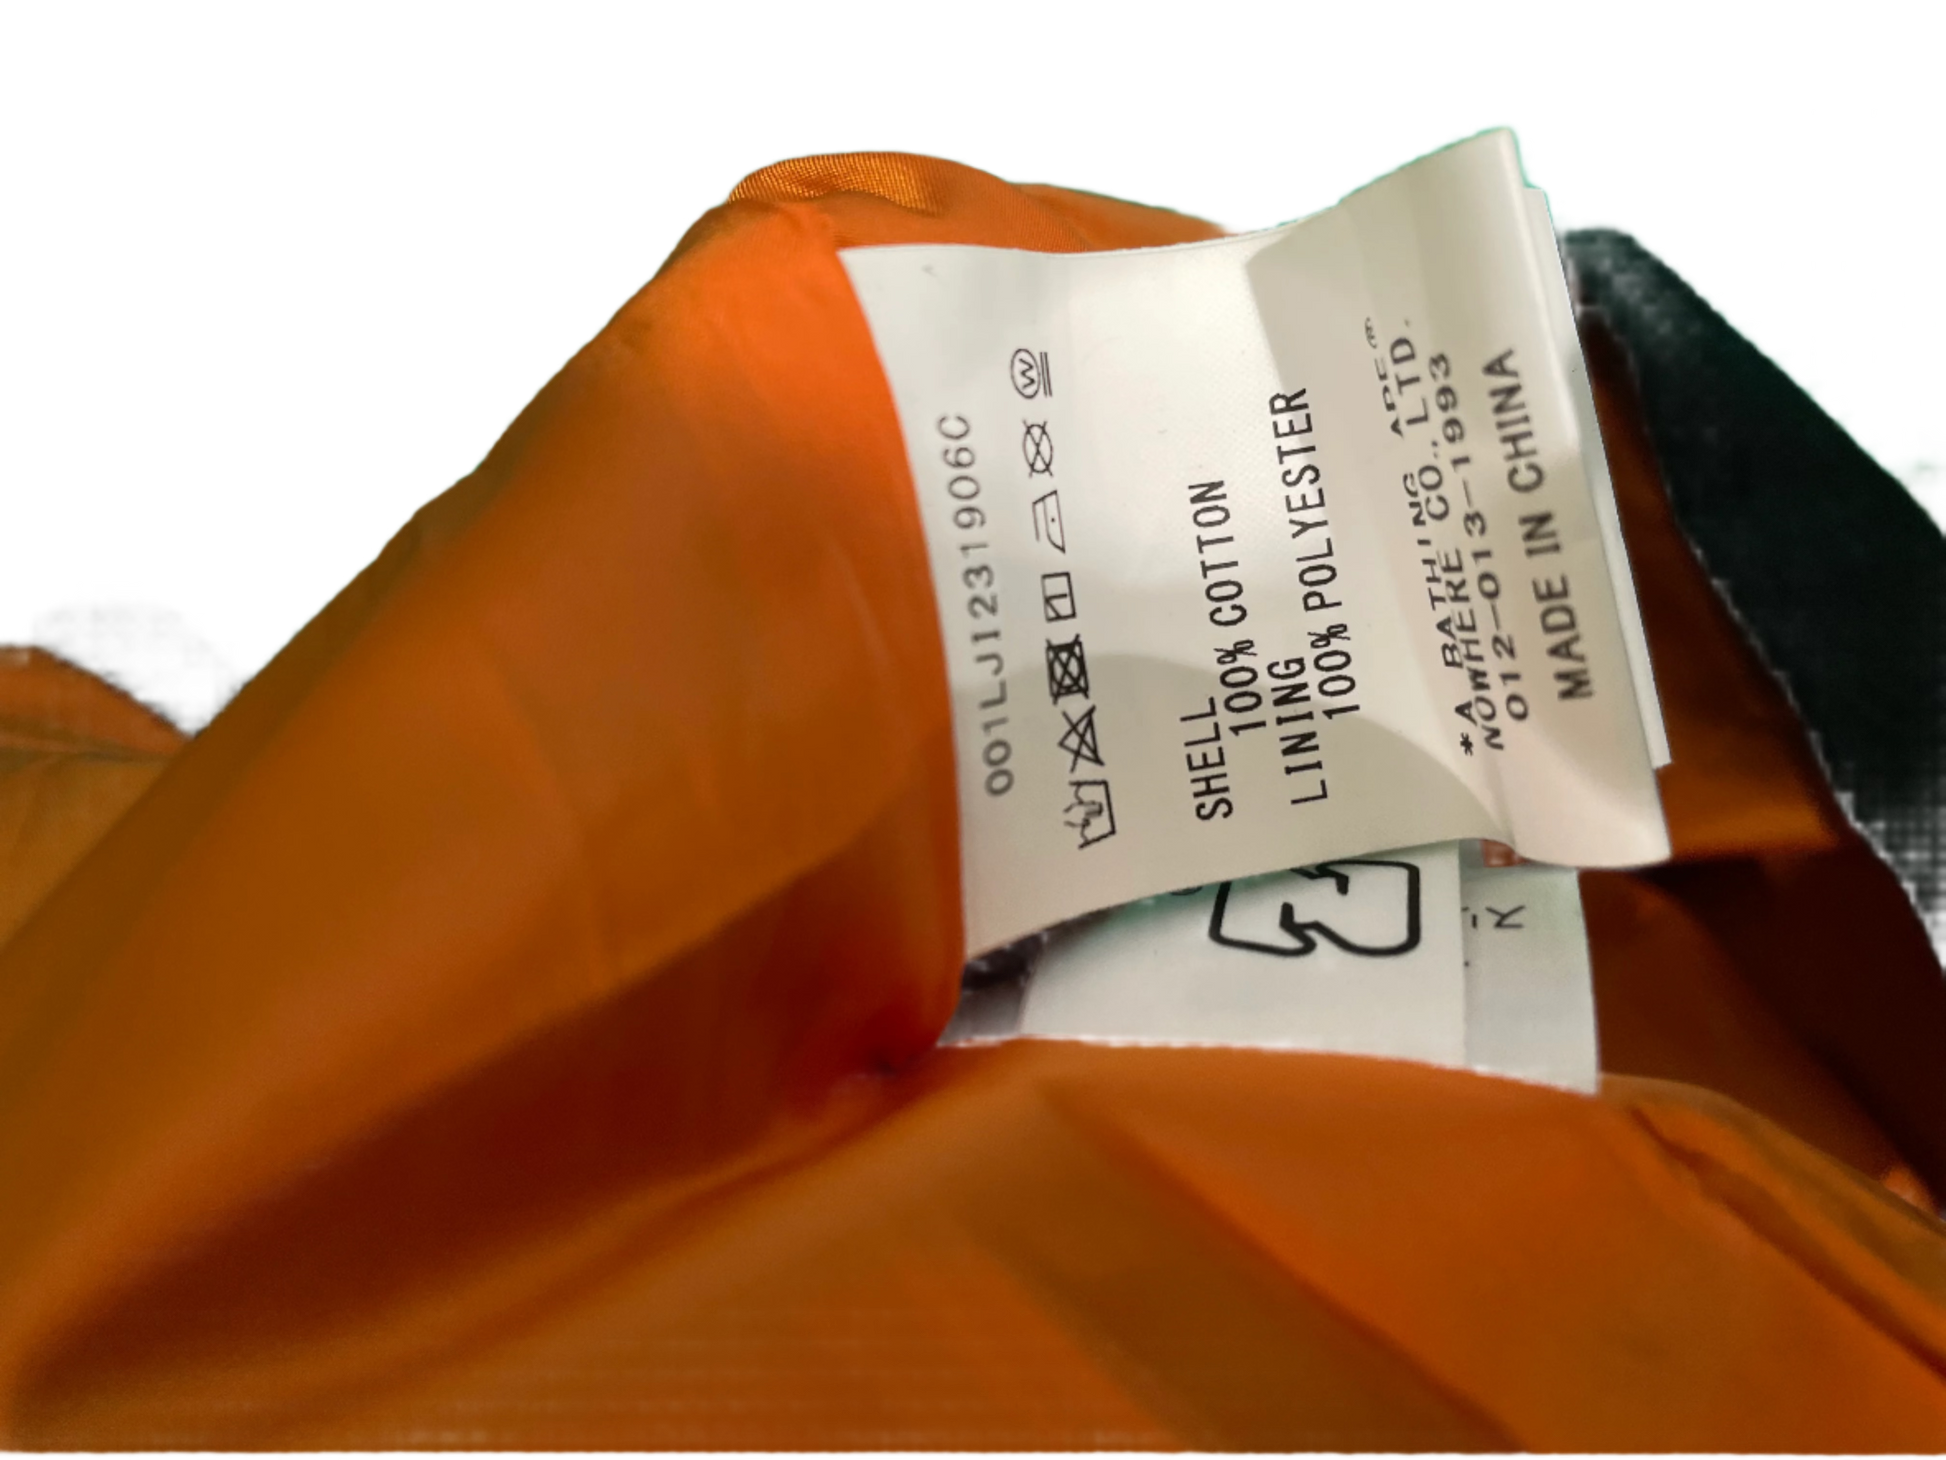 001LJI231906C
SHELL
100% COTTON
LINING
100% POLYESTER
*A BATHING APE®
NOWHERE CO., LTD.
012-013-1993
MADE IN CHINA